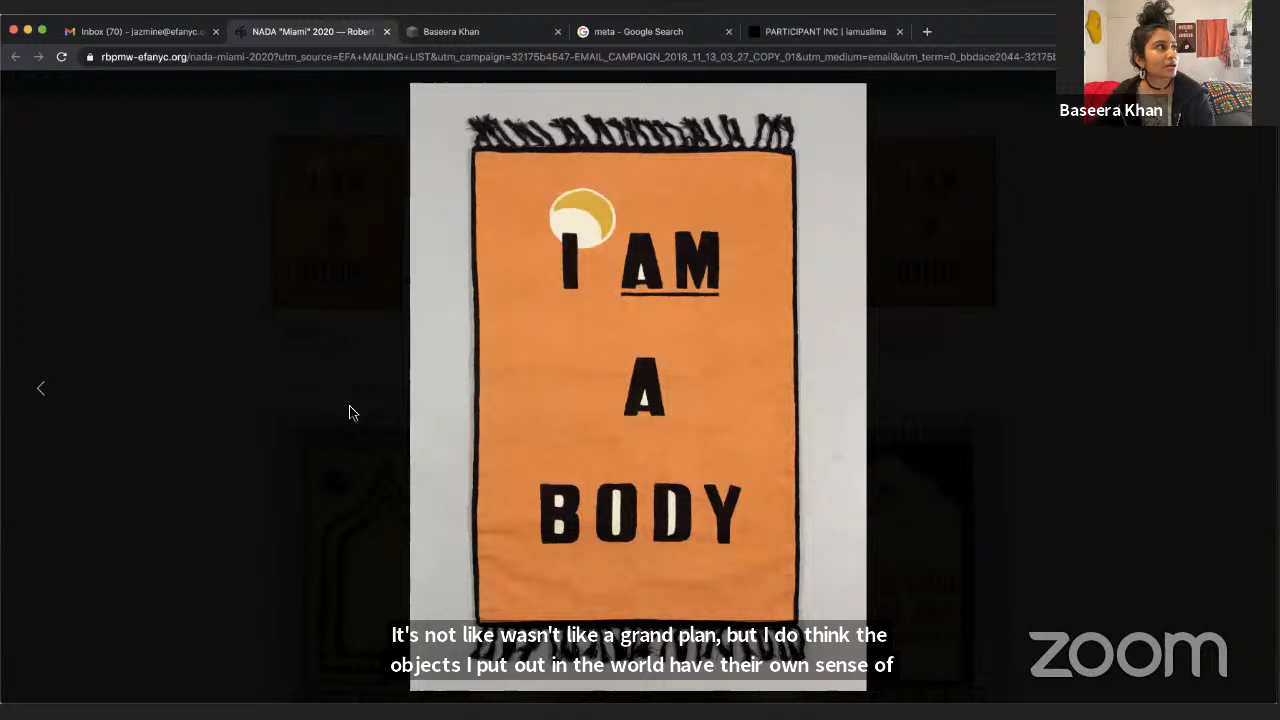 Inbox (70) - jazmine@efanyc.o
NADA "Miami" 2020 — Robert
Baseera Khan
meta - Google Search
PARTICIPANT INC | iamuslima
rbpmw-efanyc.org/nada-miami-2020?utm_source=EFA+MAILING+LIST&utm_campaign=32175b4547-EMAIL_CAMPAIGN_2018_11_13_03_27_COPY_01&utm_medium=email&utm_term=0_bbdace2044-32175b
Baseera Khan
I AM
A
BODY
It's not like wasn't like a grand plan, but I do think the
objects I put out in the world have their own sense of
zoom